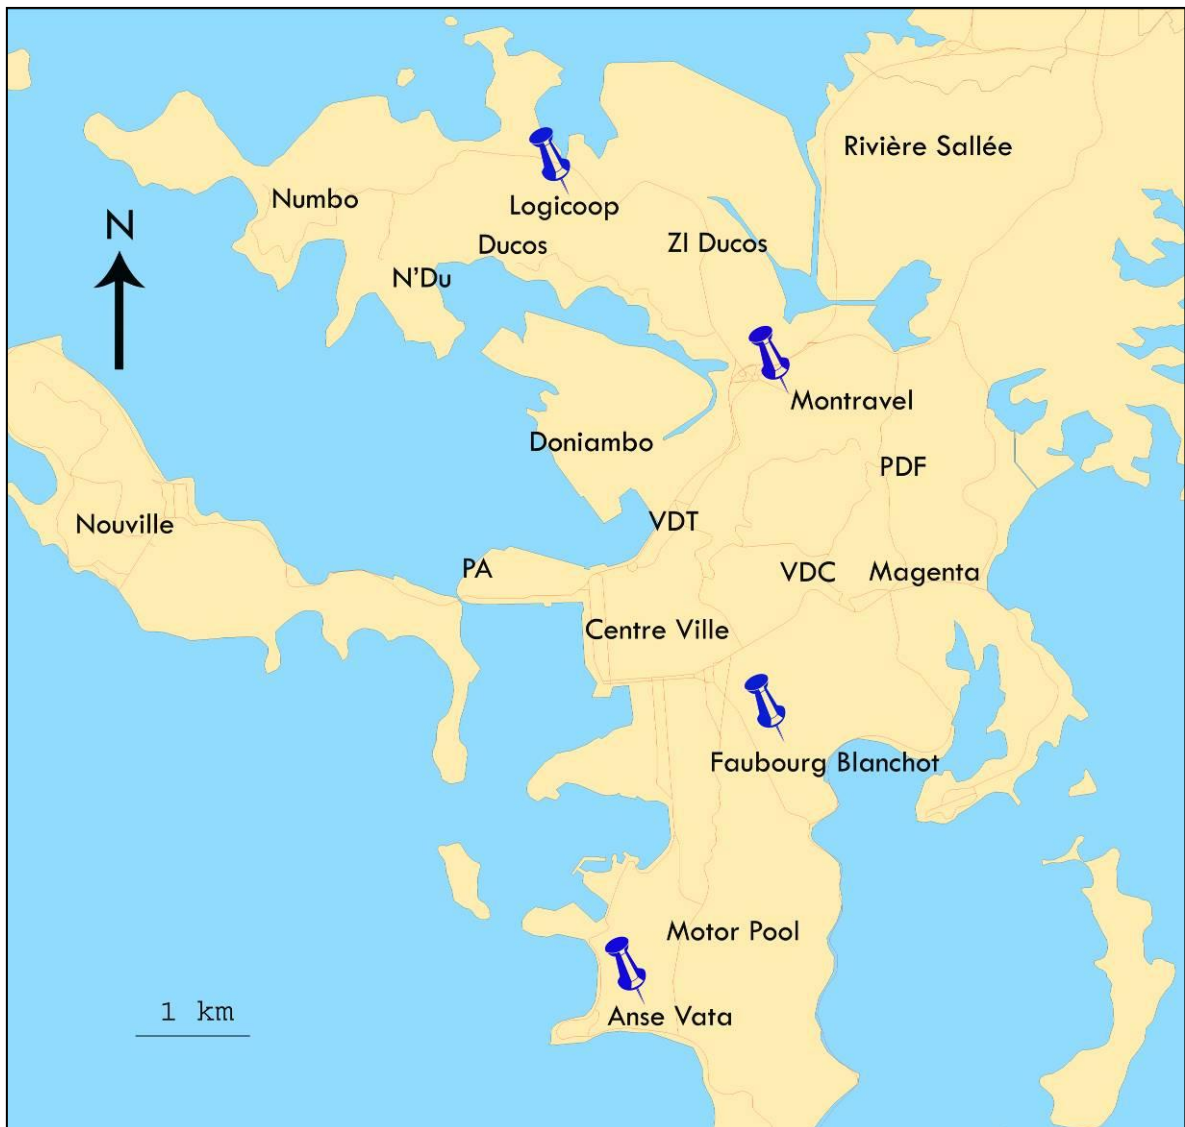 Rivière Sallée
Numbo
Logicoop
N
Ducos
ZI Ducos
N'Du
Montravel
Doniambo
PDF
Nouville
VDT
PA
VDC
Magenta
Centre Ville
Faubourg Blanchot
Motor Pool
1 km
Anse Vata